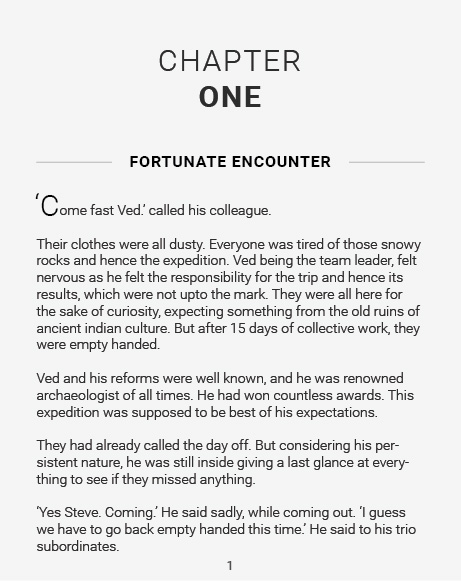 CHAPTER
ONE
FORTUNATE ENCOUNTER
‘Come fast Ved.’ called his colleague.
Their clothes were all dusty. Everyone was tired of those snowy
rocks and hence the expedition. Ved being the team leader, felt
nervous as he felt the responsibility for the trip and hence its
results, which were not upto the mark. They were all here for
the sake of curiosity, expecting something from the old ruins of
ancient indian culture. But after 15 days of collective work, they
were empty handed.
Ved and his reforms were well known, and he was renowned
archaeologist of all times. He had won countless awards. This
expedition was supposed to be best of his expectations.
They had already called the day off. But considering his per-
sistent nature, he was still inside giving a last glance at every-
thing to see if they missed anything.
‘Yes Steve. Coming.’ He said sadly, while coming out. ‘I guess
we have to go back empty handed this time.’ He said to his trio
subordinates.
1